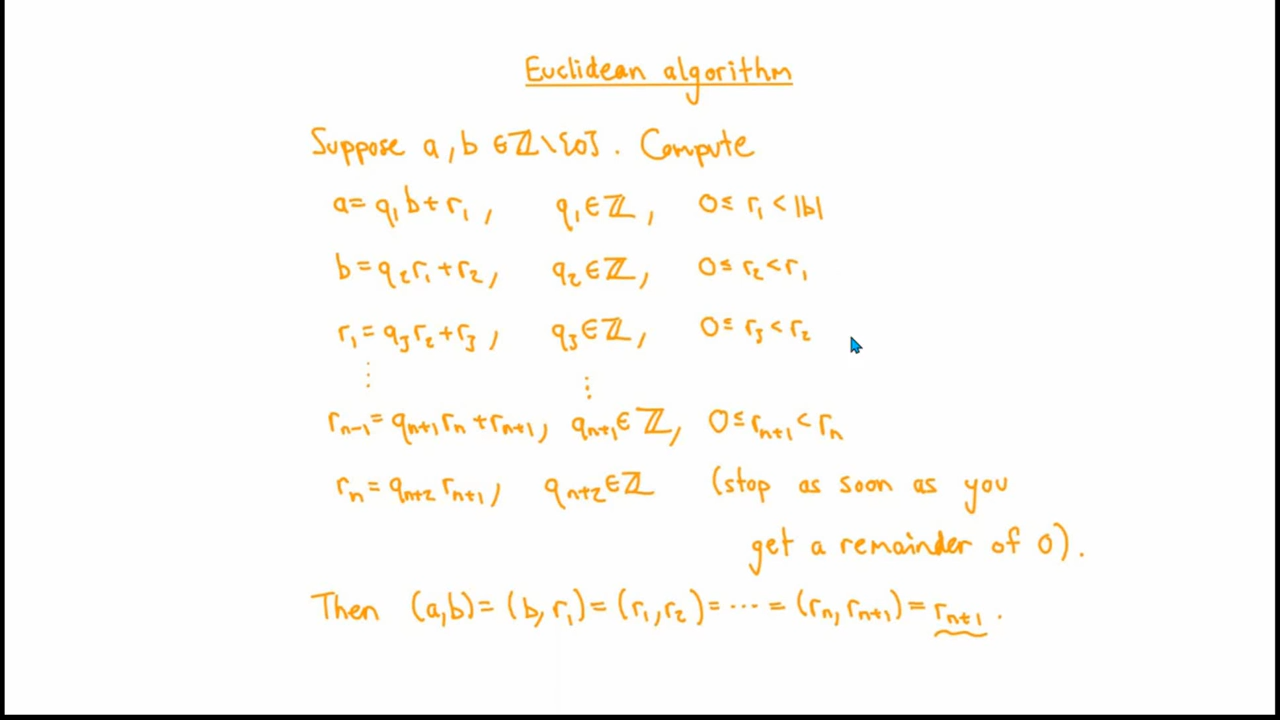 Euclidean algorithm
Suppose a, b ∈ ℤ∖{0}. Compute
a = q₁b + r₁, q₁ ∈ ℤ, 0 ≤ r₁ < |b|
b = q₂r₁ + r₂, q₂ ∈ ℤ, 0 ≤ r₂ < r₁
r₁ = q₃r₂ + r₃, q₃ ∈ ℤ, 0 ≤ r₃ < r₂
⋮ ⋮
rₙ₋₁ = qₙ₊₁rₙ + rₙ₊₁, qₙ₊₁ ∈ ℤ, 0 ≤ rₙ₊₁ < rₙ
rₙ = qₙ₊₂rₙ₊₁, qₙ₊₂ ∈ ℤ (stop as soon as you
get a remainder of 0).
Then (a,b) = (b,r₁) = (r₁,r₂) = ⋯ = (rₙ,rₙ₊₁) = rₙ₊₁.